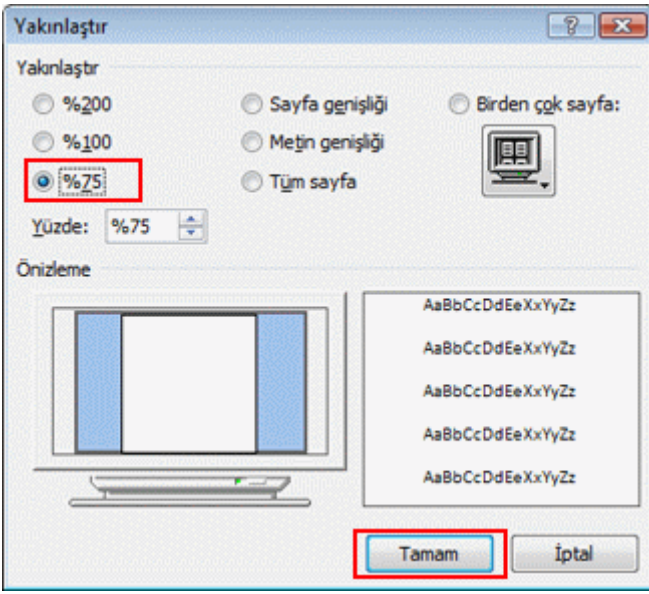 Yakınlaştır
Yakınlaştır
%200 Sayfa genişliği Birden çok sayfa:
%100 Metin genişliği
%75 Tüm sayfa
Yüzde: %75
Önizleme
AaBbCcDdEeXxYyZz
AaBbCcDdEeXxYyZz
AaBbCcDdEeXxYyZz
AaBbCcDdEeXxYyZz
AaBbCcDdEeXxYyZz
Tamam İptal